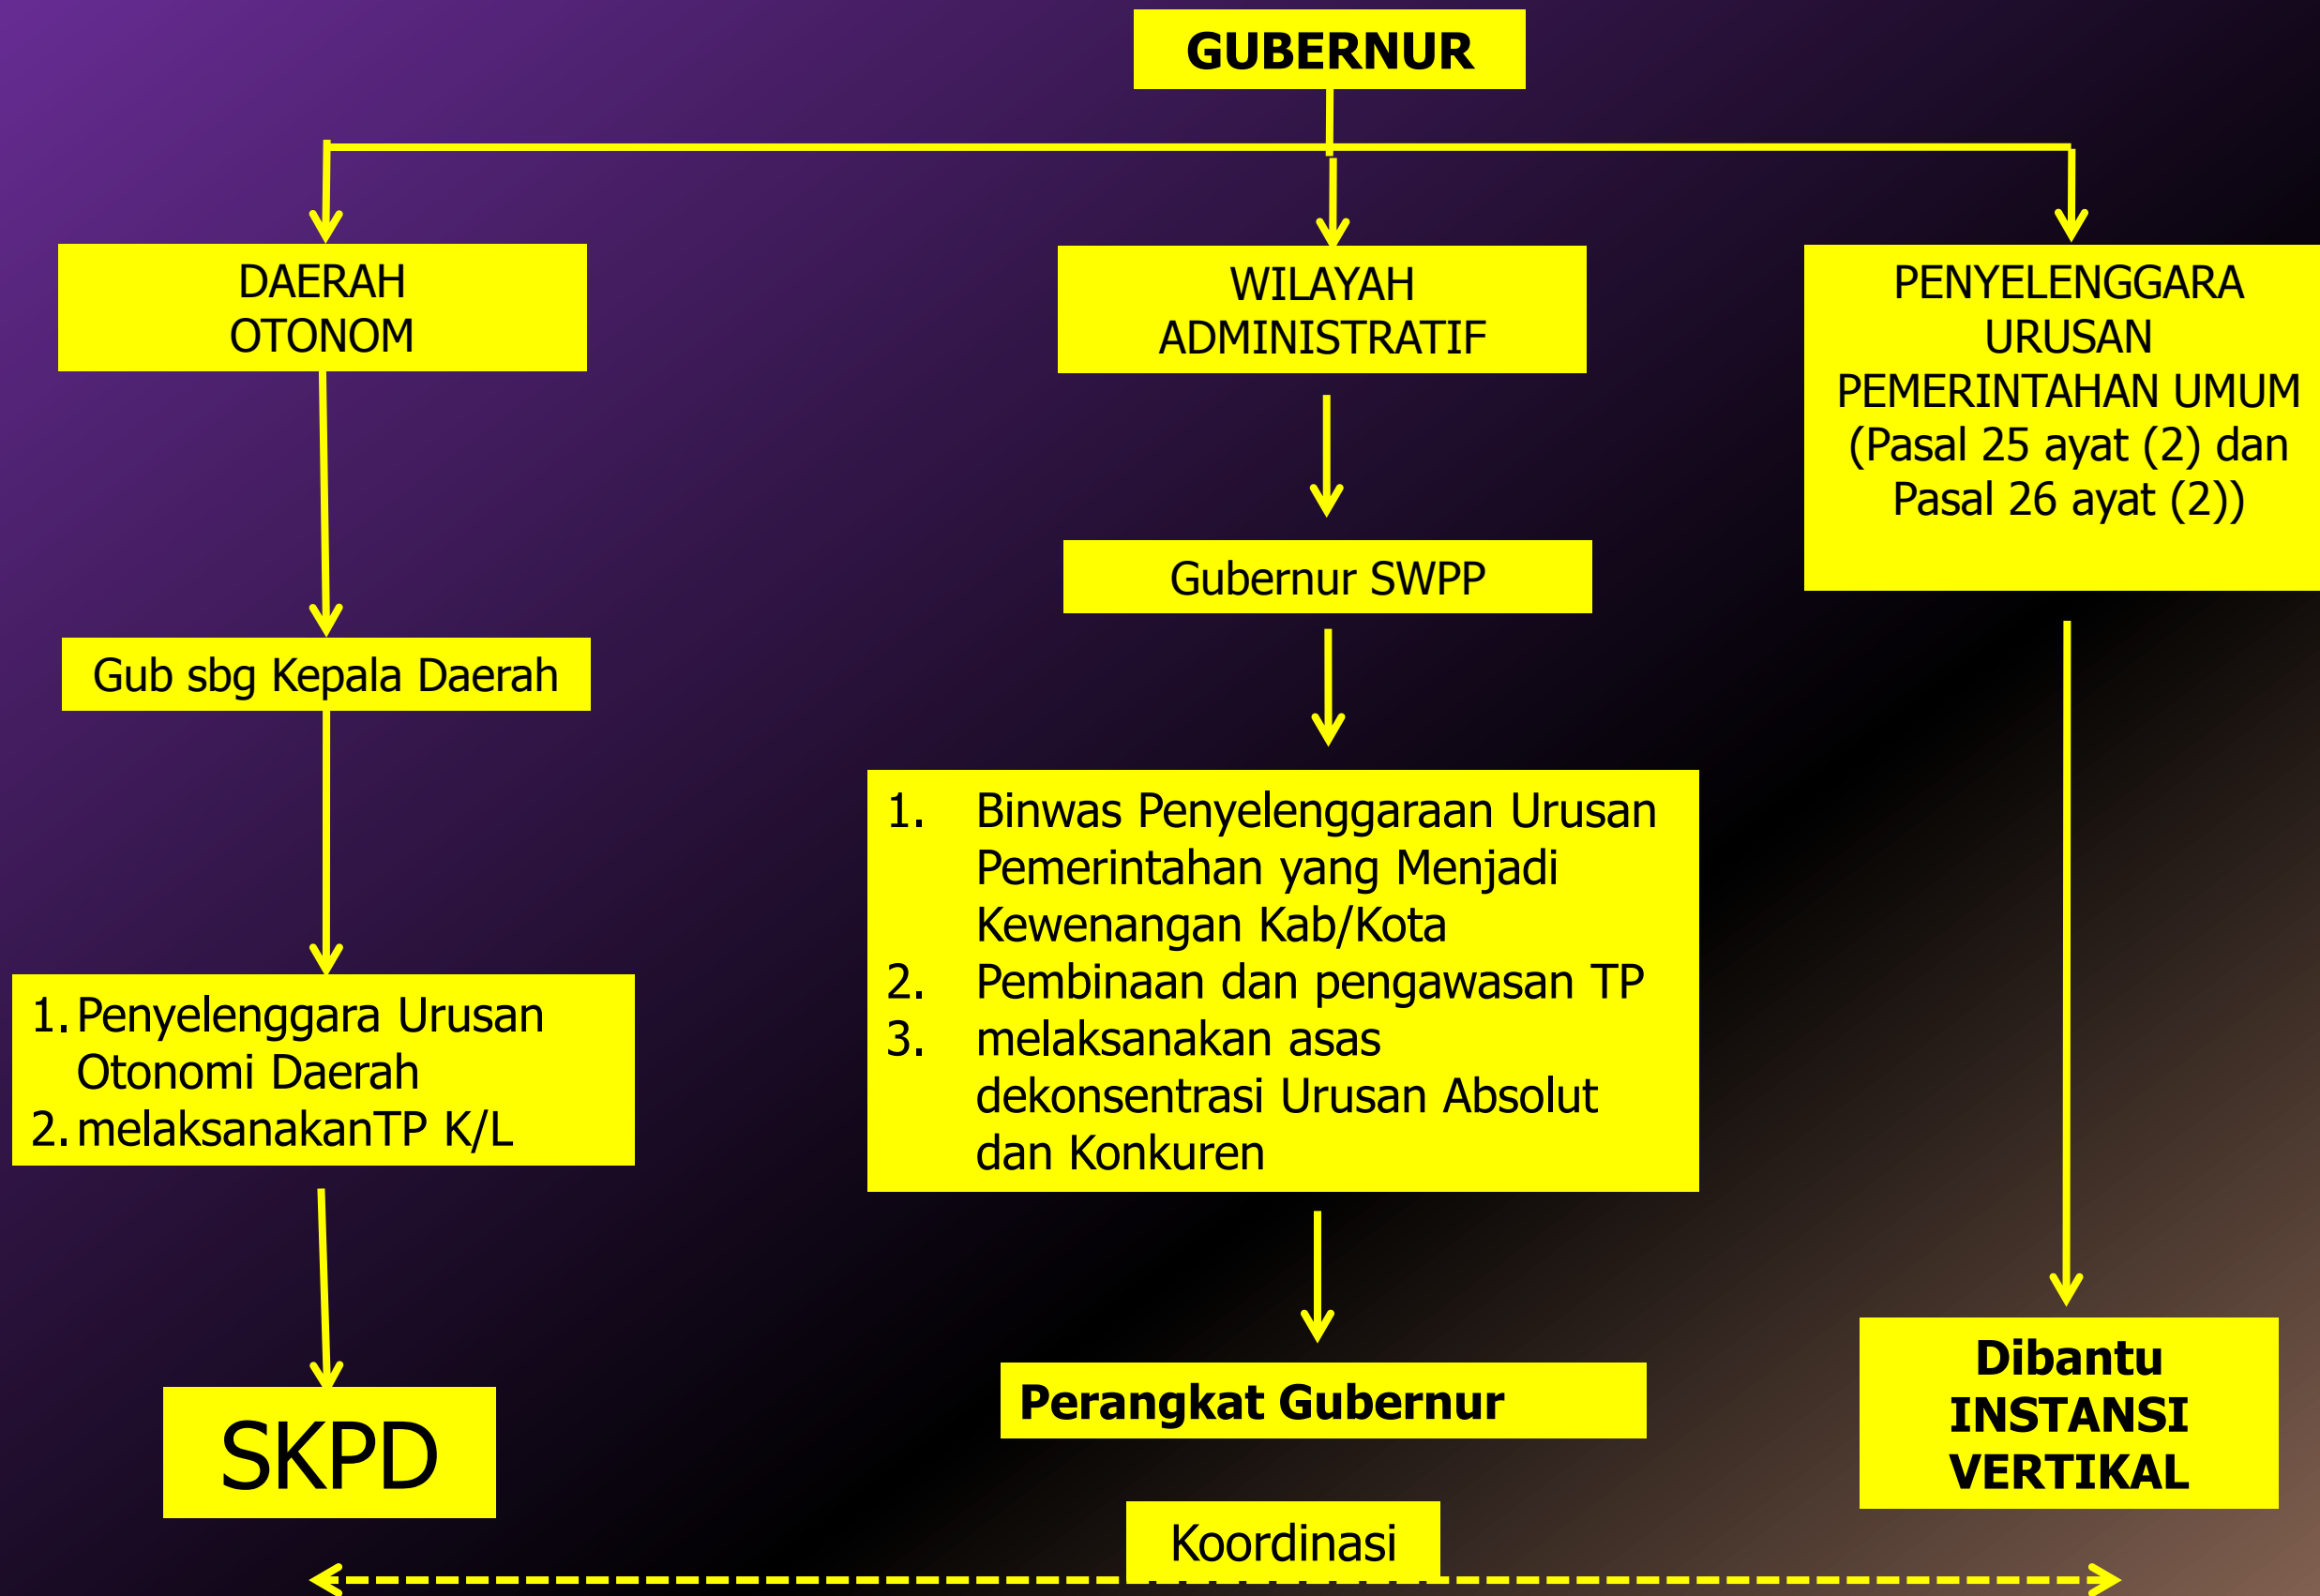 GUBERNUR
DAERAH
OTONOM
WILAYAH
ADMINISTRATIF
PENYELENGGARA
URUSAN
PEMERINTAHAN UMUM
(Pasal 25 ayat (2) dan
Pasal 26 ayat (2))
Gubernur SWPP
Gub sbg Kepala Daerah
1. Binwas Penyelenggaraan Urusan
Pemerintahan yang Menjadi
Kewenangan Kab/Kota
2. Pembinaan dan pengawasan TP
3. melaksanakan asas
dekonsentrasi Urusan Absolut
dan Konkuren
1. Penyelenggara Urusan
Otonomi Daerah
2. melaksanakanTP K/L
Perangkat Gubernur
Dibantu
INSTANSI
VERTIKAL
SKPD
Koordinasi